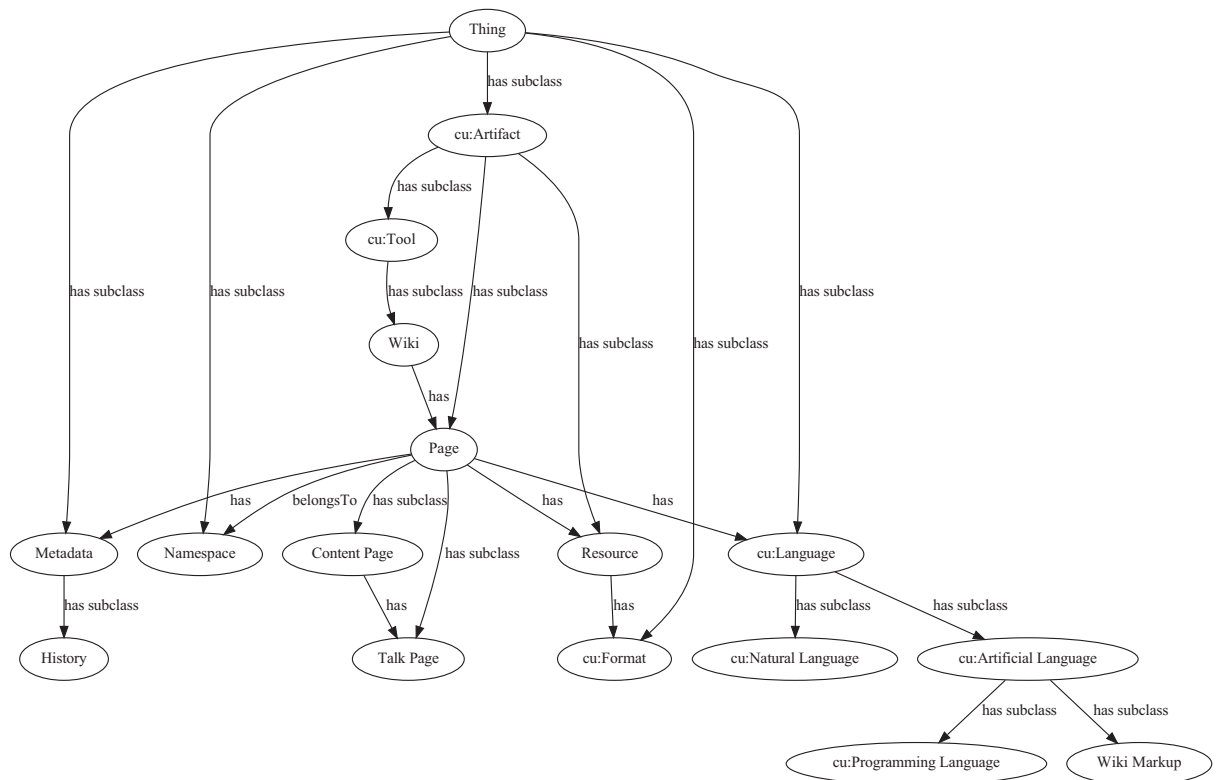 Thing
has subclass
cu:Artifact
has subclass
cu:Tool
has subclass has subclass has subclass has subclass has subclass has subclass
Wiki has subclass
has
Page
has belongsTo has subclass has subclass has has
Metadata Namespace Content Page Resource cu:Language
has subclass has has has subclass has subclass
History Talk Page cu:Format cu:Natural Language cu:Artificial Language
has subclass has subclass
cu:Programming Language Wiki Markup